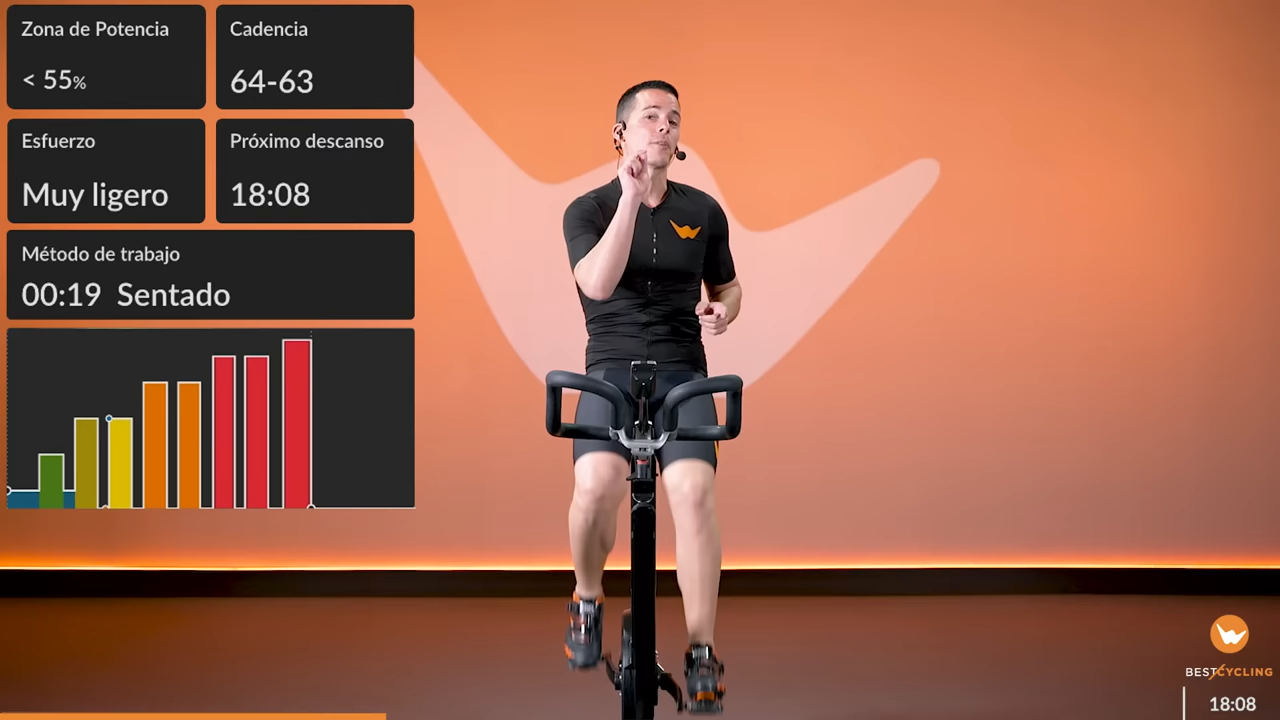 Zona de Potencia
< 55%
Cadencia
64-63
Esfuerzo
Muy ligero
Próximo descanso
18:08
Método de trabajo
00:19 Sentado
BESTCYCLING
18:08